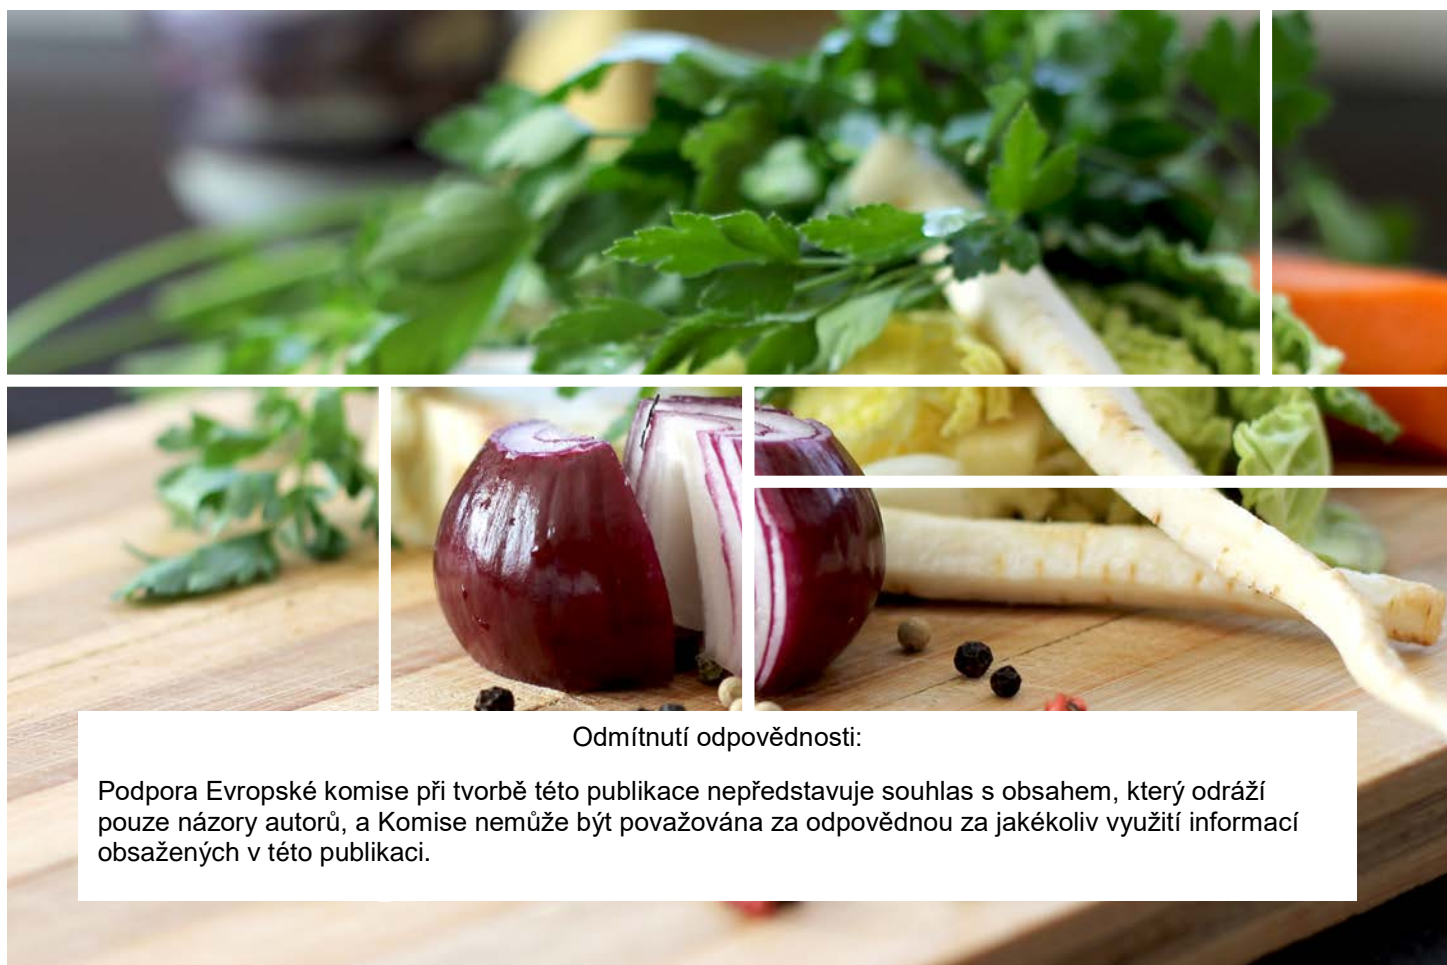 Odmítnutí odpovědnosti:
Podpora Evropské komise při tvorbě této publikace nepředstavuje souhlas s obsahem, který odráží
pouze názory autorů, a Komise nemůže být považována za odpovědnou za jakékoliv využití informací
obsažených v této publikaci.